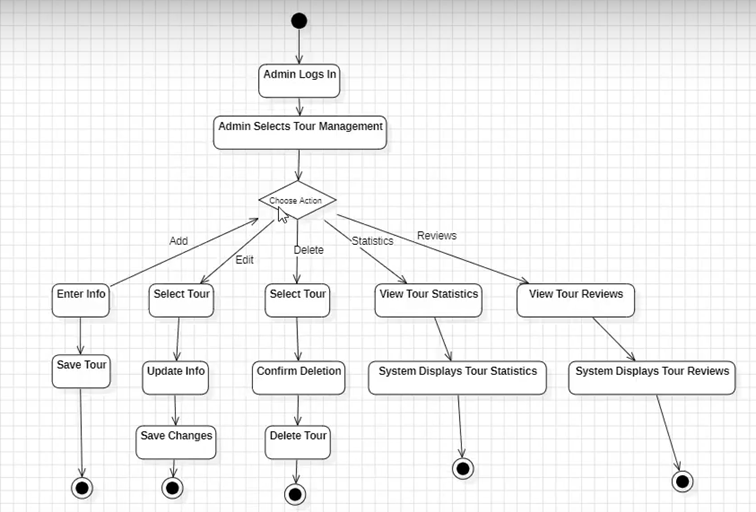 Admin Logs In
Admin Selects Tour Management
Choose Action
Add
Edit
Delete
Statistics
Reviews
Enter Info
Select Tour
Select Tour
View Tour Statistics
View Tour Reviews
Save Tour
Update Info
Confirm Deletion
System Displays Tour Statistics
System Displays Tour Reviews
Save Changes
Delete Tour